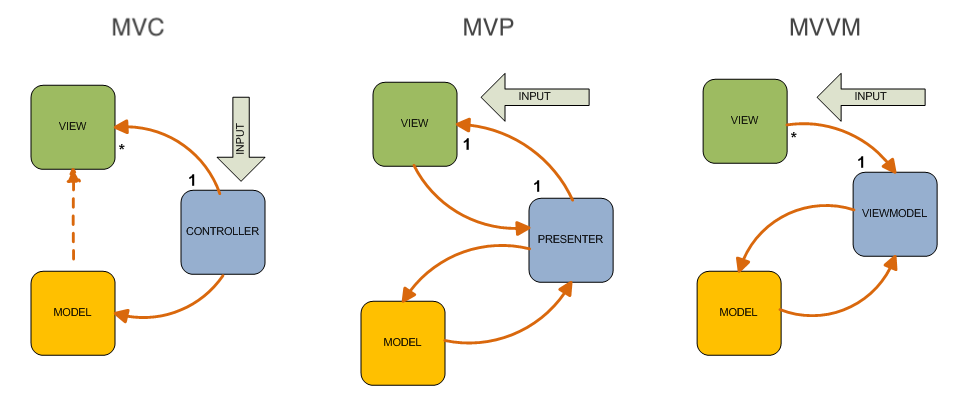 MVC
MVP
MVVM
VIEW
INPUT
*
1
CONTROLLER
MODEL
VIEW
INPUT
1
1
PRESENTER
MODEL
VIEW
INPUT
*
1
VIEWMODEL
MODEL